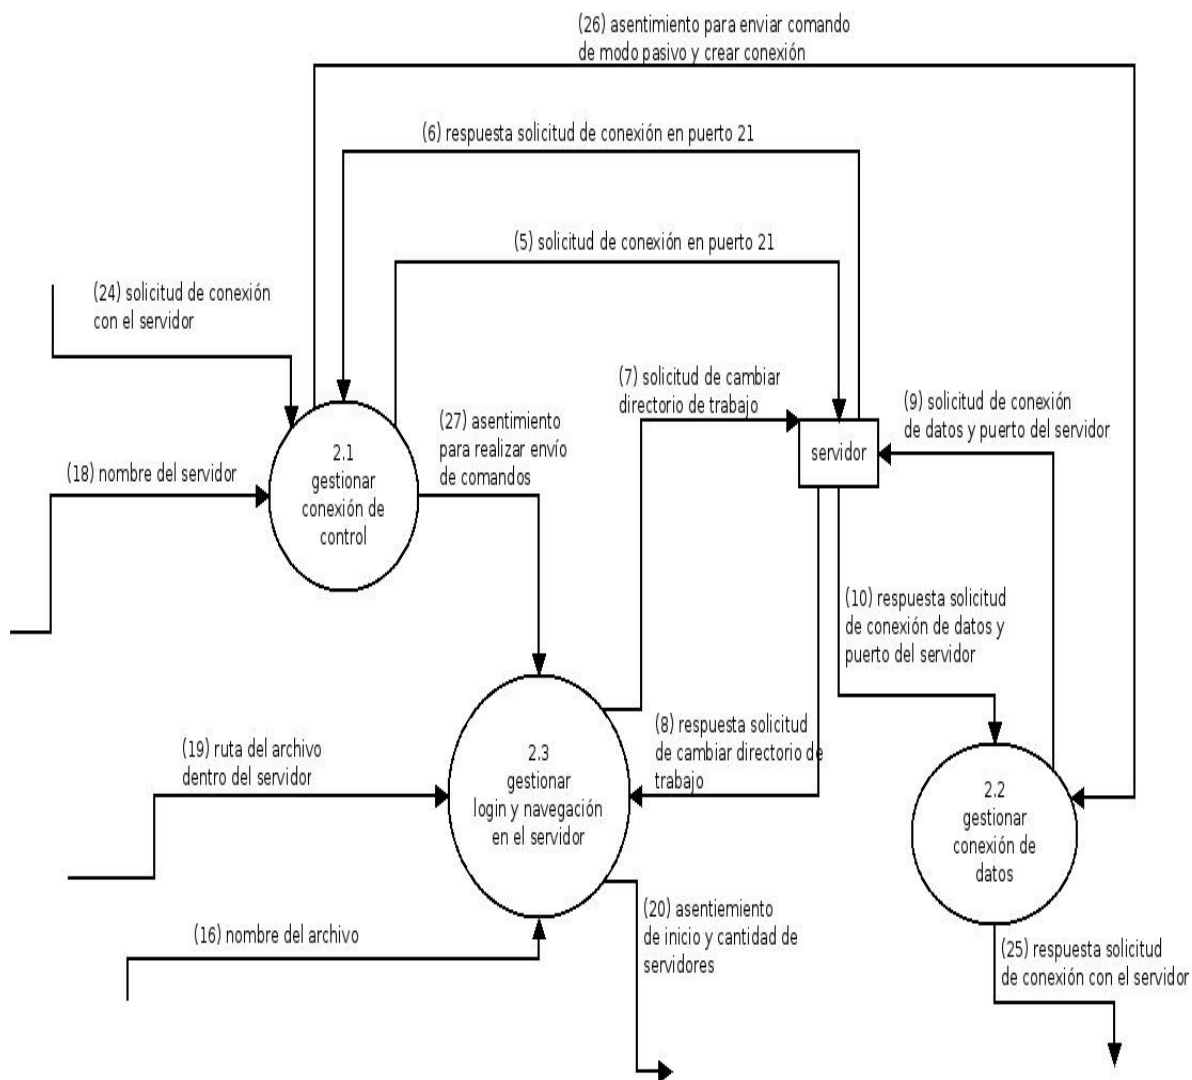 (26) asentimiento para enviar comando
de modo pasivo y crear conexión
(6) respuesta solicitud de conexión en puerto 21
(5) solicitud de conexión en puerto 21
(24) solicitud de conexión
con el servidor
(7) solicitud de cambiar
directorio de trabajo
(9) solicitud de conexión
de datos y puerto del servidor
(27) asentimiento
para realizar envío
de comandos
servidor
2.1
gestionar
conexión de
control
(18) nombre del servidor
(10) respuesta solicitud
de conexión de datos y
puerto del servidor
(8) respuesta solicitud
de cambiar directorio de
trabajo
(19) ruta del archivo
dentro del servidor
2.3
gestionar
login y navegación
en el servidor
2.2
gestionar
conexión de
datos
(16) nombre del archivo
(20) asentiemiento
de inicio y cantidad de
servidores
(25) respuesta solicitud
de conexión con el servidor